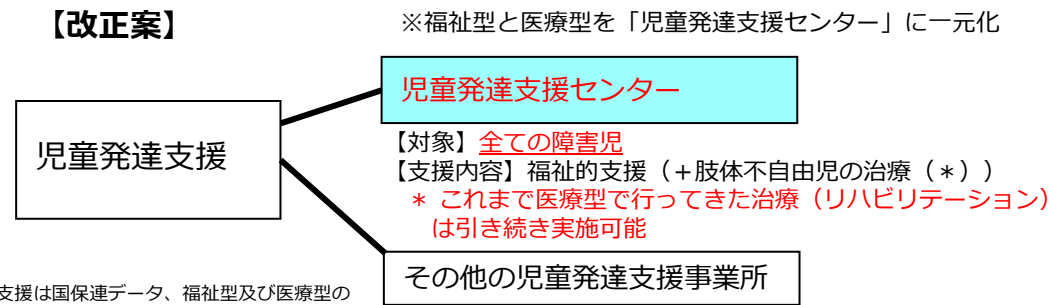 【改正案】
※福祉型と医療型を「児童発達支援センター」に一元化
児童発達支援センター
児童発達支援
【対象】全ての障害児
【支援内容】福祉的支援（＋肢体不自由児の治療（＊））
＊ これまで医療型で行ってきた治療（リハビリテーション）
は引き続き実施可能
その他の児童発達支援事業所
支援は国保連データ、福祉型及び医療型の